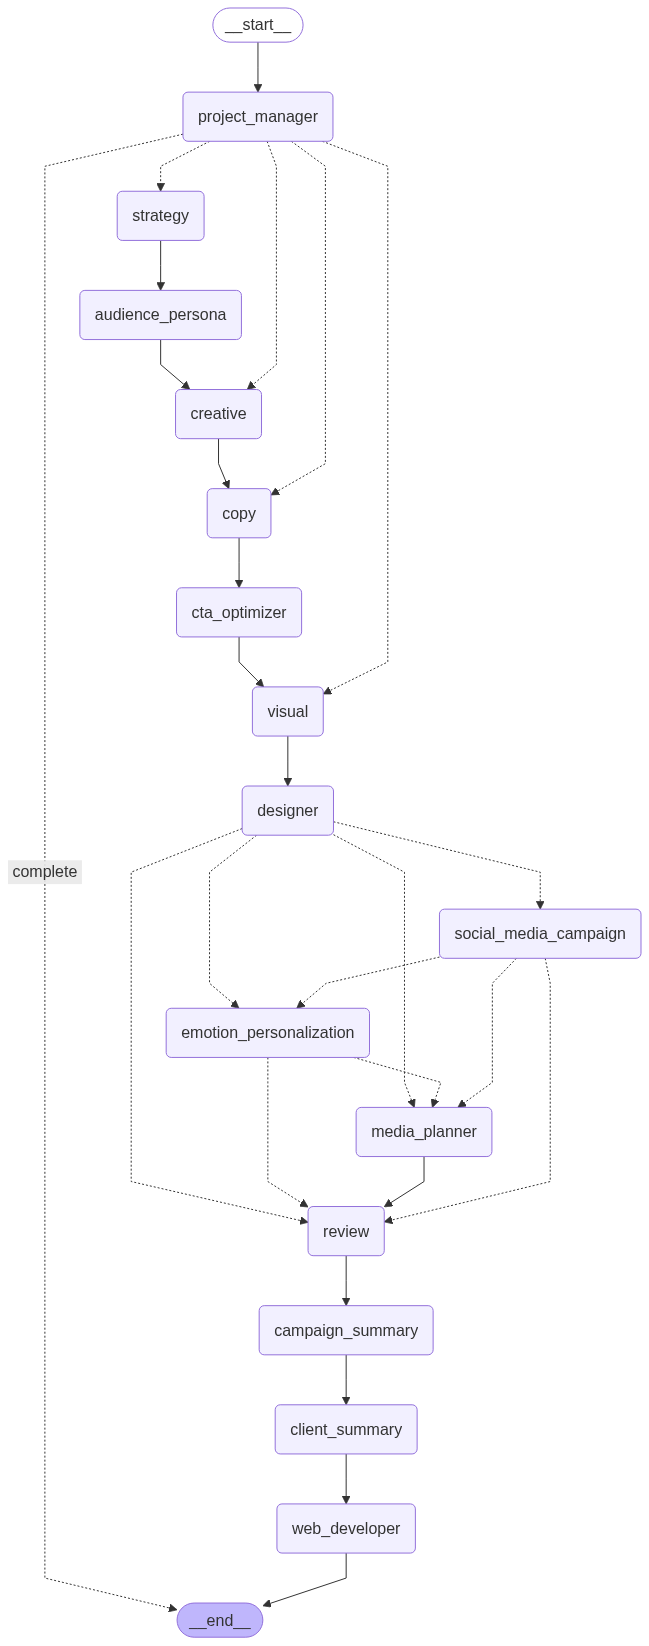 __start__
project_manager
strategy
audience_persona
creative
copy
cta_optimizer
visual
designer
complete
social_media_campaign
emotion_personalization
media_planner
review
campaign_summary
client_summary
web_developer
__end__